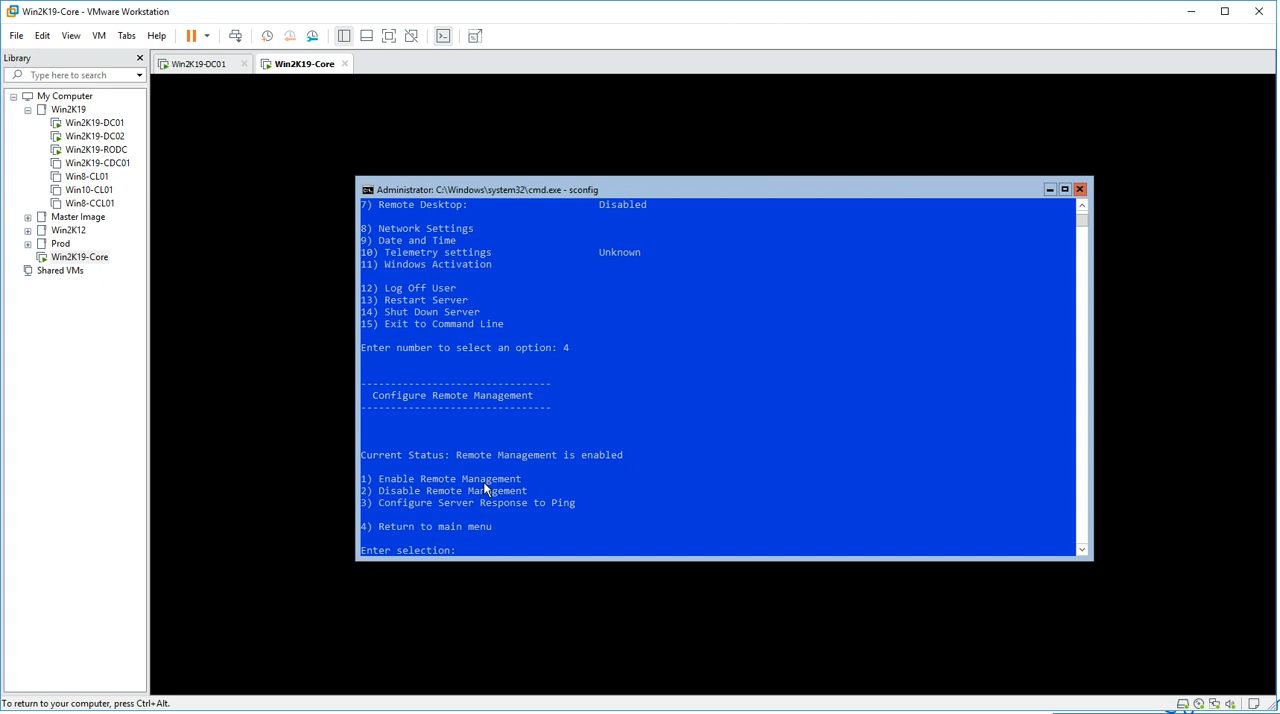 Win2K19-Core - VMware Workstation
File Edit View VM Tabs Help
Library
Type here to search
My Computer
Win2K19
Win2K19-DC01
Win2K19-DC02
Win2K19-RODC
Win2K19-CDC01
Win8-CL01
Win10-CL01
Win8-CCL01
Master Image
Win2K12
Prod
Win2K19-Core
Shared VMs
Win2K19-DC01 Win2K19-Core
Administrator: C:\Windows\system32\cmd.exe - sconfig
7) Remote Desktop: Disabled
8) Network Settings
9) Date and Time
10) Telemetry settings Unknown
11) Windows Activation
12) Log Off User
13) Restart Server
14) Shut Down Server
15) Exit to Command Line
Enter number to select an option: 4
--------------------------------
Configure Remote Management
--------------------------------
Current Status: Remote Management is enabled
1) Enable Remote Management
2) Disable Remote Management
3) Configure Server Response to Ping
4) Return to main menu
Enter selection:
To return to your computer, press Ctrl+Alt.